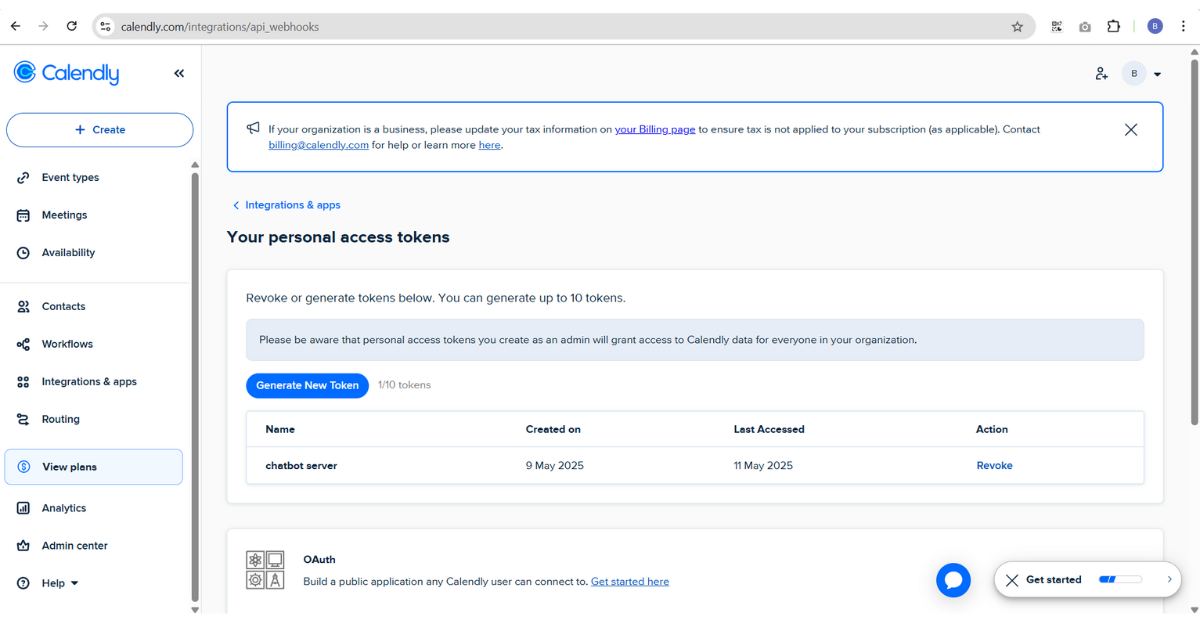 calendly.com/integrations/api_webhooks
B
Calendly
B
+ Create
If your organization is a business, please update your tax information on your Billing page to ensure tax is not applied to your subscription (as applicable). Contact
billing@calendly.com for help or learn more here.
Event types
Meetings
Availability
Contacts
Workflows
Integrations & apps
Routing
View plans
Analytics
Admin center
Help
Integrations & apps
Your personal access tokens
Revoke or generate tokens below. You can generate up to 10 tokens.
Please be aware that personal access tokens you create as an admin will grant access to Calendly data for everyone in your organization.
Generate New Token 1/10 tokens
Name Created on Last Accessed Action
chatbot server 9 May 2025 11 May 2025 Revoke
OAuth
Build a public application any Calendly user can connect to. Get started here
Get started